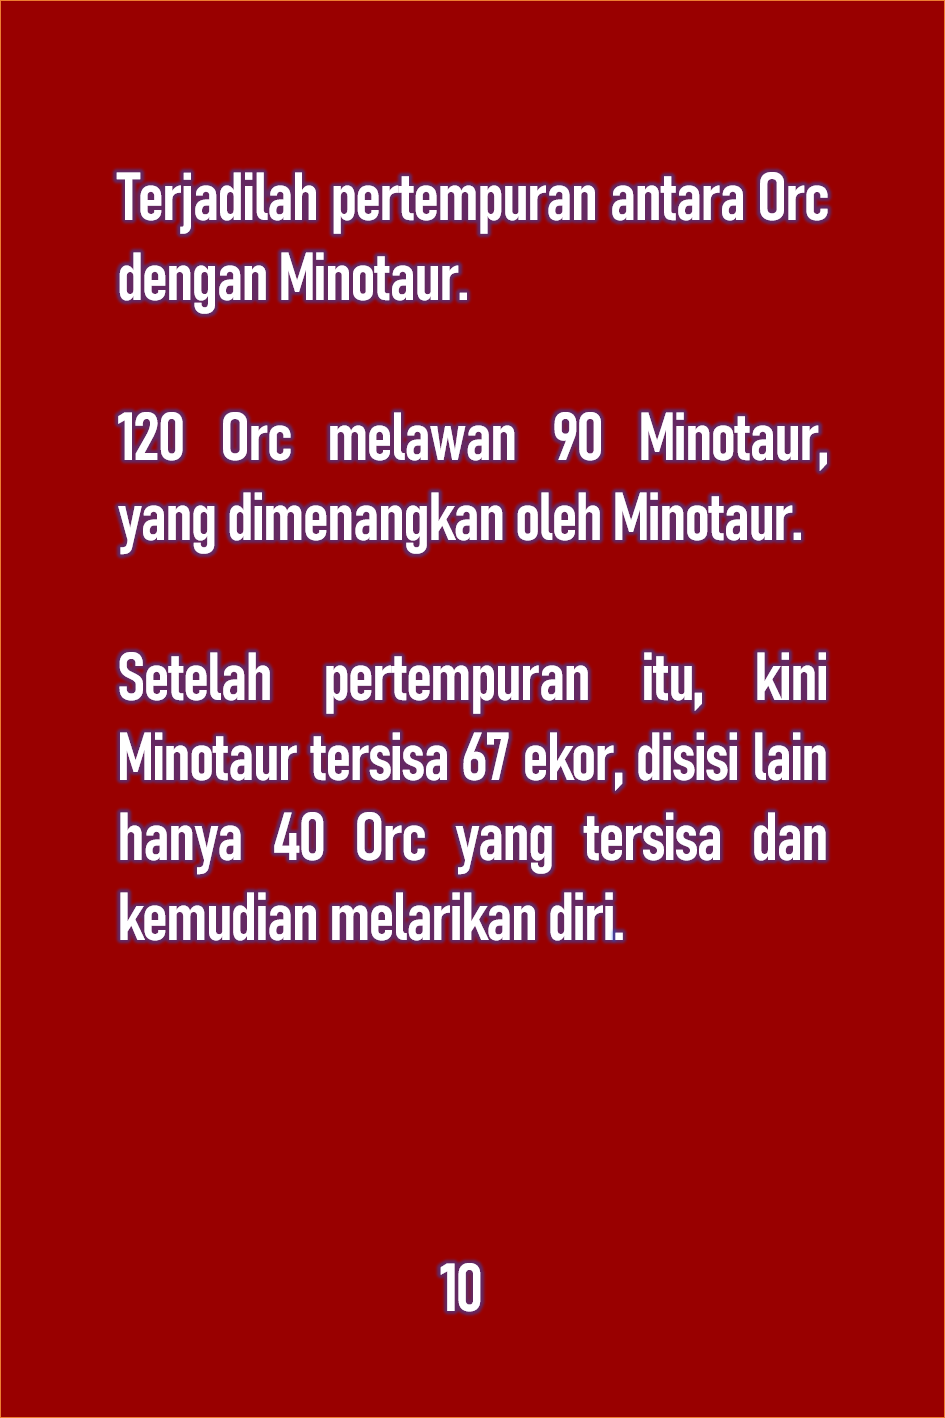 Terjadilah pertempuran antara Orc
dengan Minotaur.
120 Orc melawan 90 Minotaur,
yang dimenangkan oleh Minotaur.
Setelah pertempuran itu, kini
Minotaur tersisa 67 ekor, disisi lain
hanya 40 Orc yang tersisa dan
kemudian melarikan diri.
10